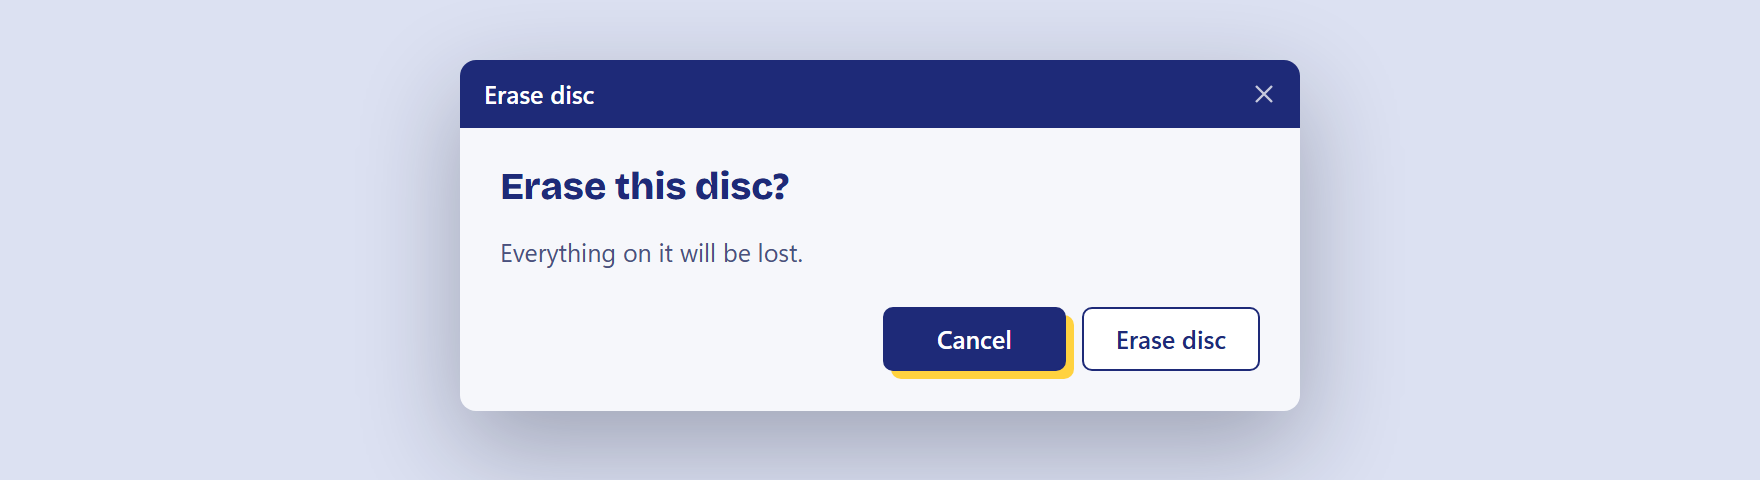 Erase disc
Erase this disc?
Everything on it will be lost.
Cancel
Erase disc